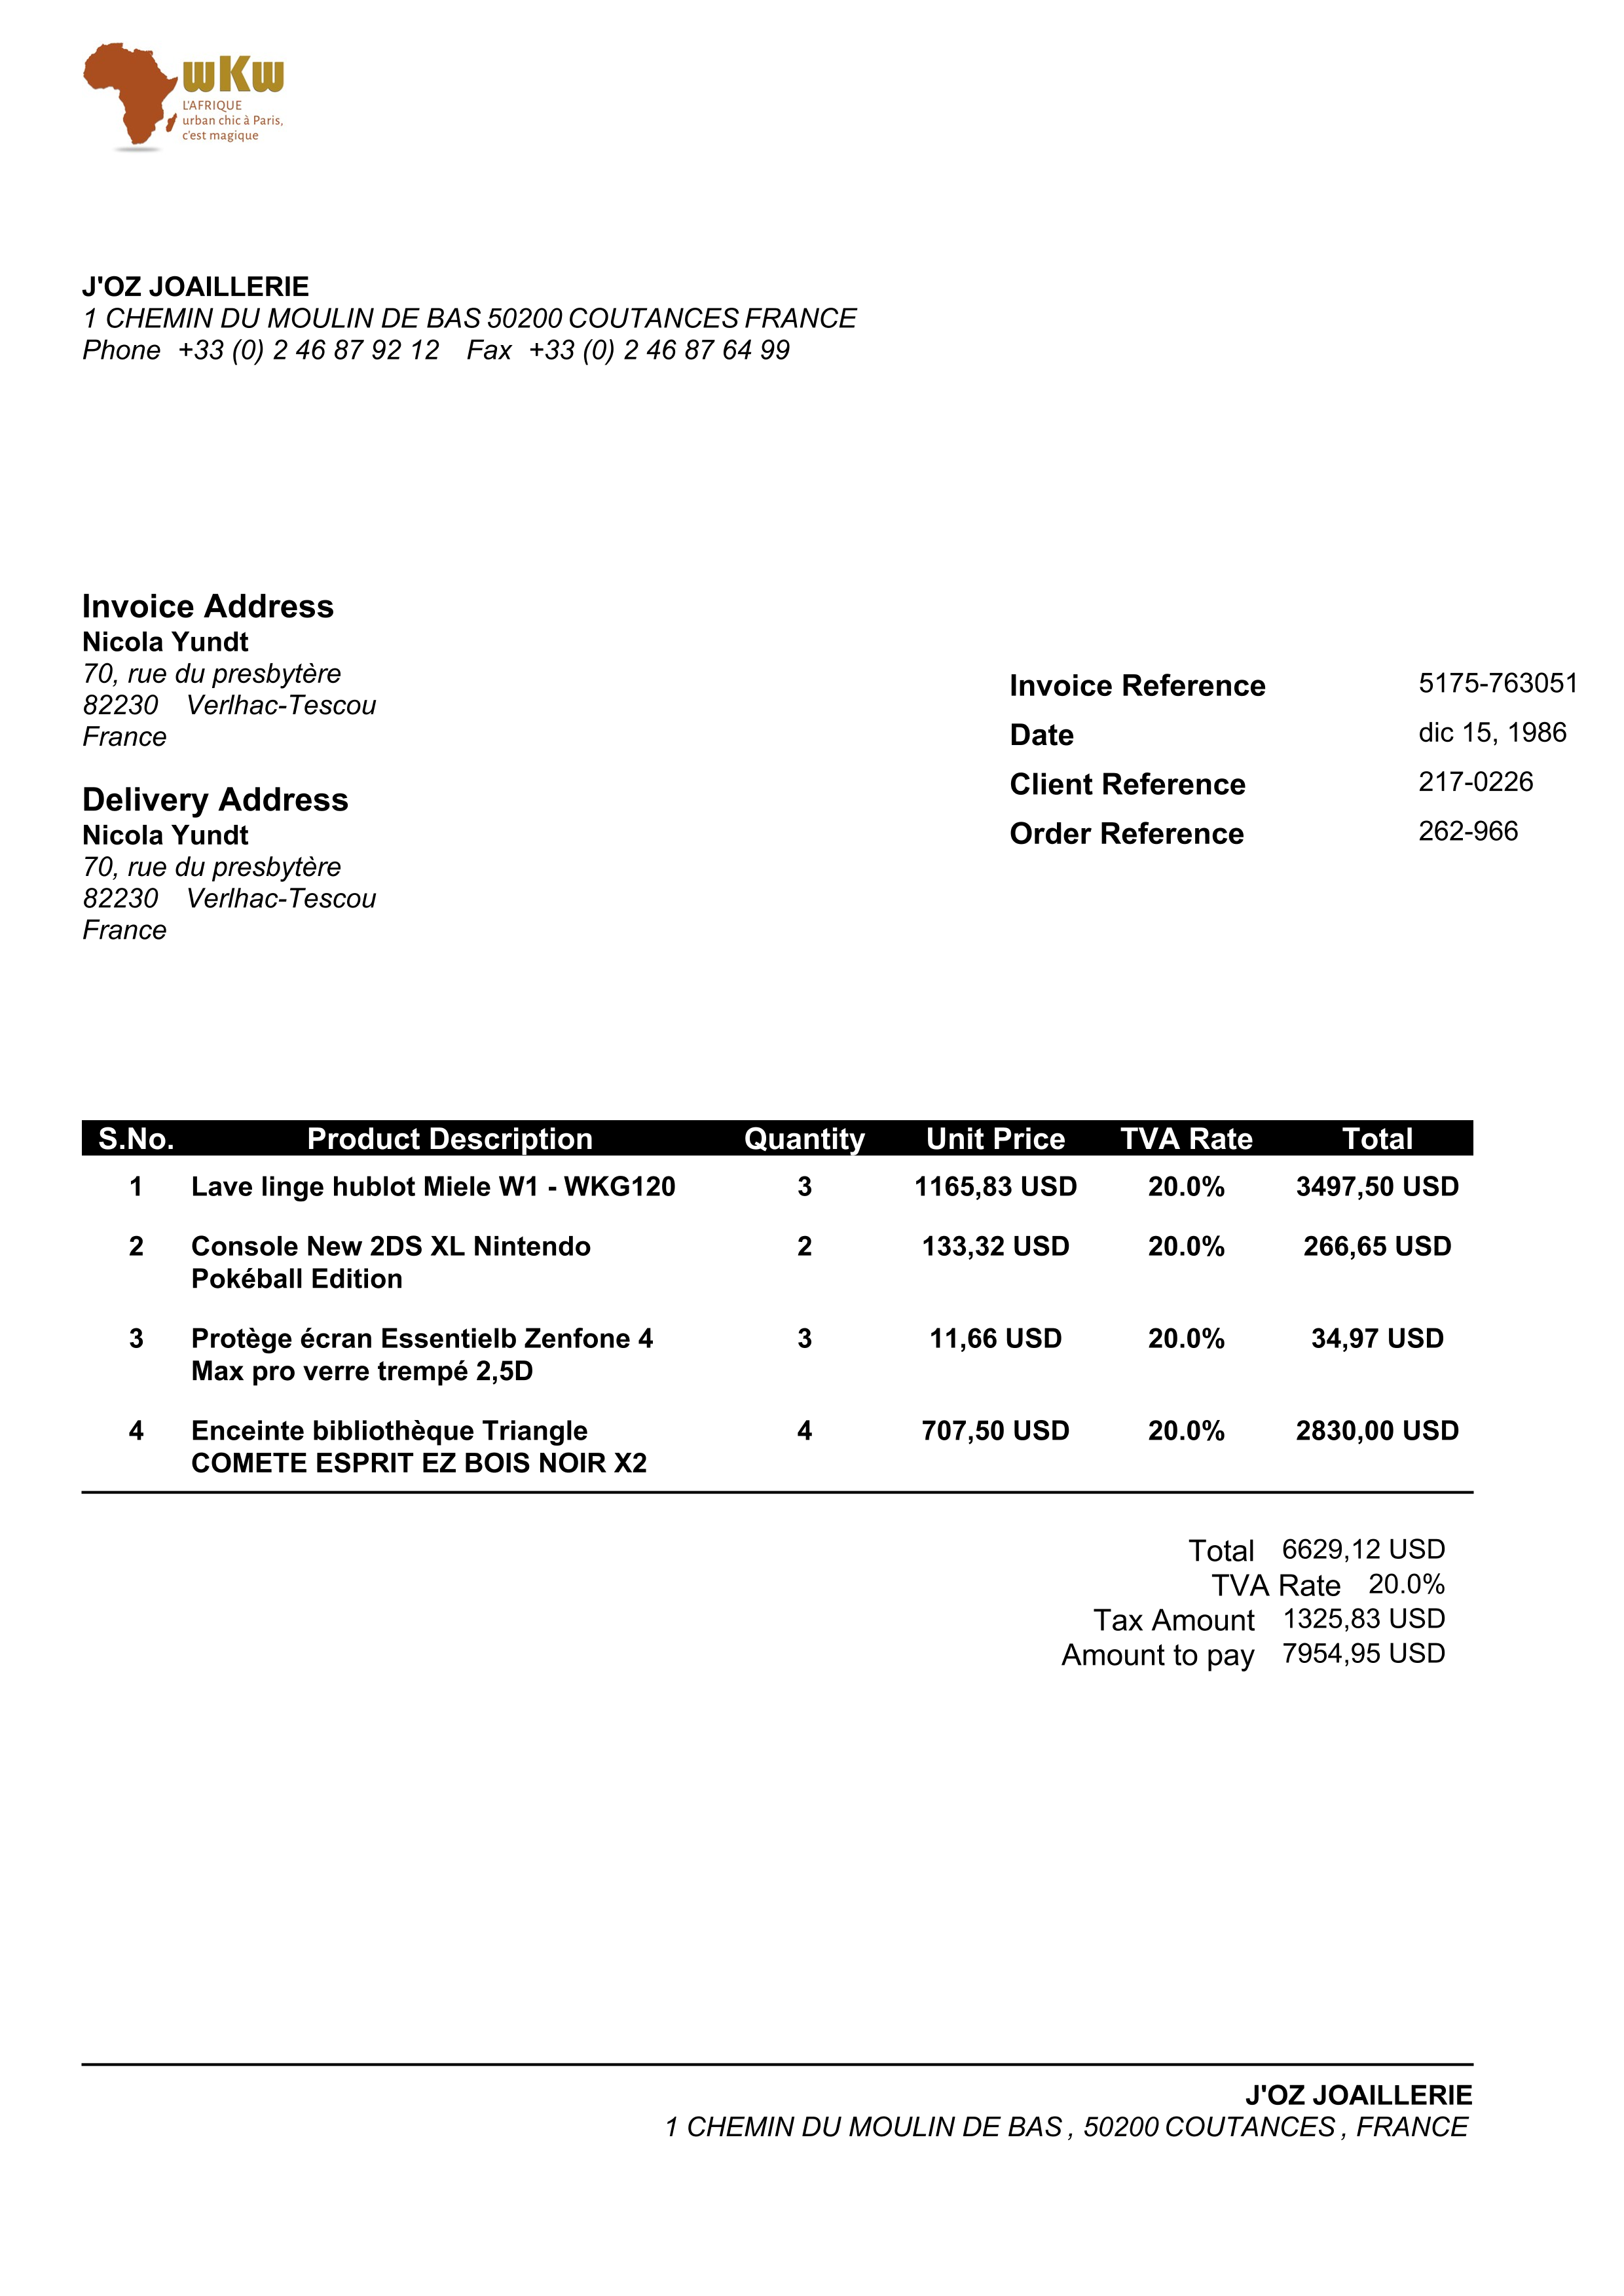 wKw
L'AFRIQUE
urban chic à Paris,
c'est magique
J'OZ JOAILLERIE
1 CHEMIN DU MOULIN DE BAS 50200 COUTANCES FRANCE
Phone +33 (0) 2 46 87 92 12 Fax +33 (0) 2 46 87 64 99
Invoice Address
Nicola Yundt
70, rue du presbytère
82230 Verlhac-Tescou
France
Delivery Address
Nicola Yundt
70, rue du presbytère
82230 Verlhac-Tescou
France
Invoice Reference 5175-763051
Date dic 15, 1986
Client Reference 217-0226
Order Reference 262-966
S.No. Product Description Quantity Unit Price TVA Rate Total
1 Lave linge hublot Miele W1 - WKG120 3 1165,83 USD 20.0% 3497,50 USD
2 Console New 2DS XL Nintendo 2 133,32 USD 20.0% 266,65 USD
Pokéball Edition
3 Protège écran Essentielb Zenfone 4 3 11,66 USD 20.0% 34,97 USD
Max pro verre trempé 2,5D
4 Enceinte bibliothèque Triangle 4 707,50 USD 20.0% 2830,00 USD
COMETE ESPRIT EZ BOIS NOIR X2
Total 6629,12 USD
TVA Rate 20.0%
Tax Amount 1325,83 USD
Amount to pay 7954,95 USD
J'OZ JOAILLERIE
1 CHEMIN DU MOULIN DE BAS , 50200 COUTANCES , FRANCE